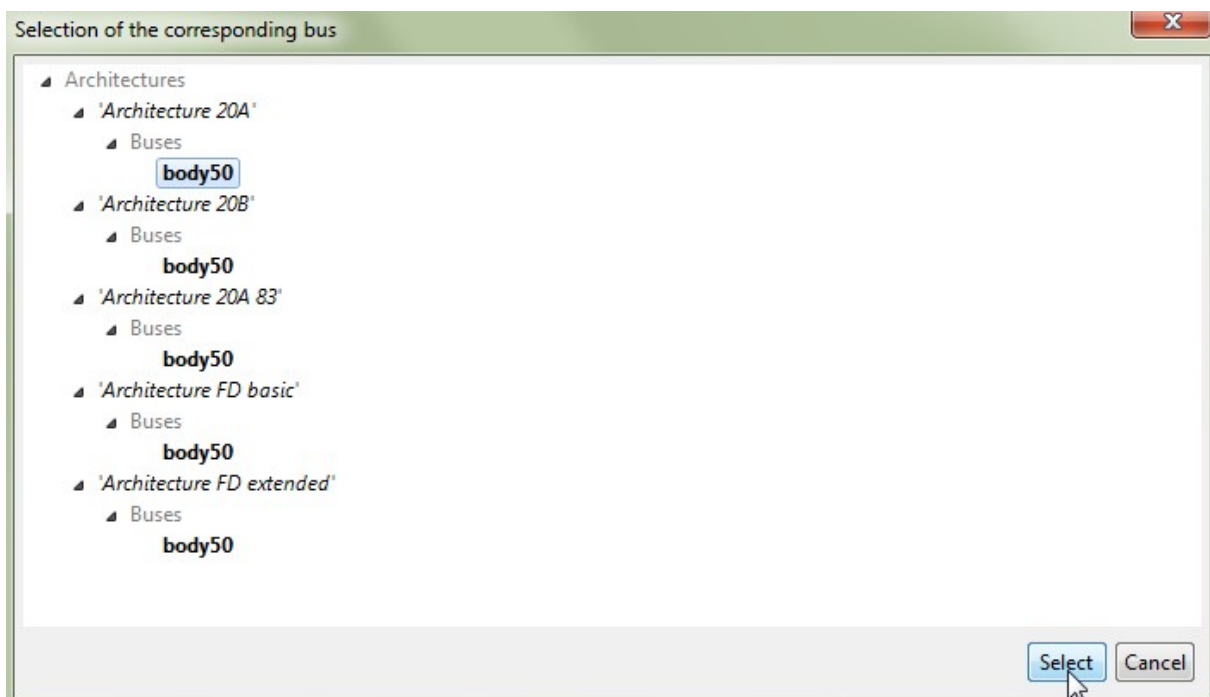 Selection of the corresponding bus
Architectures
'Architecture 20A'
Buses
body50
'Architecture 20B'
Buses
body50
'Architecture 20A 83'
Buses
body50
'Architecture FD basic'
Buses
body50
'Architecture FD extended'
Buses
body50
Select Cancel